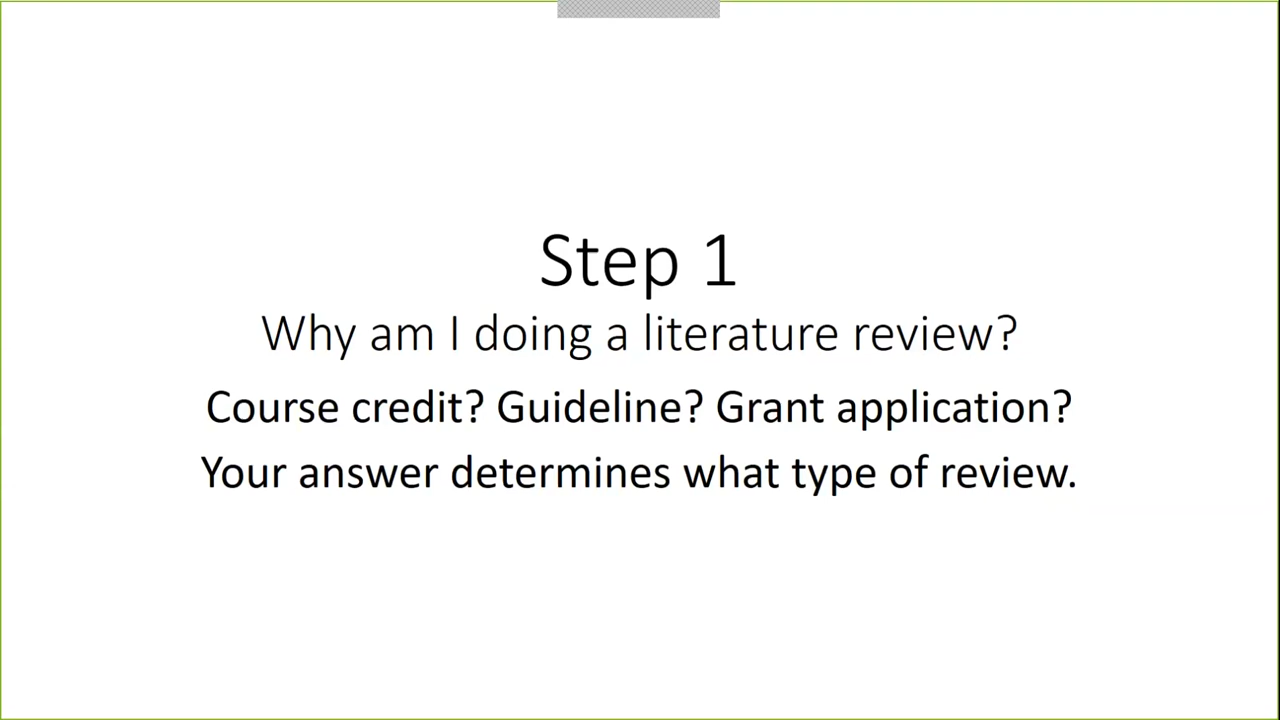 Step 1
Why am I doing a literature review?
Course credit? Guideline? Grant application?
Your answer determines what type of review.